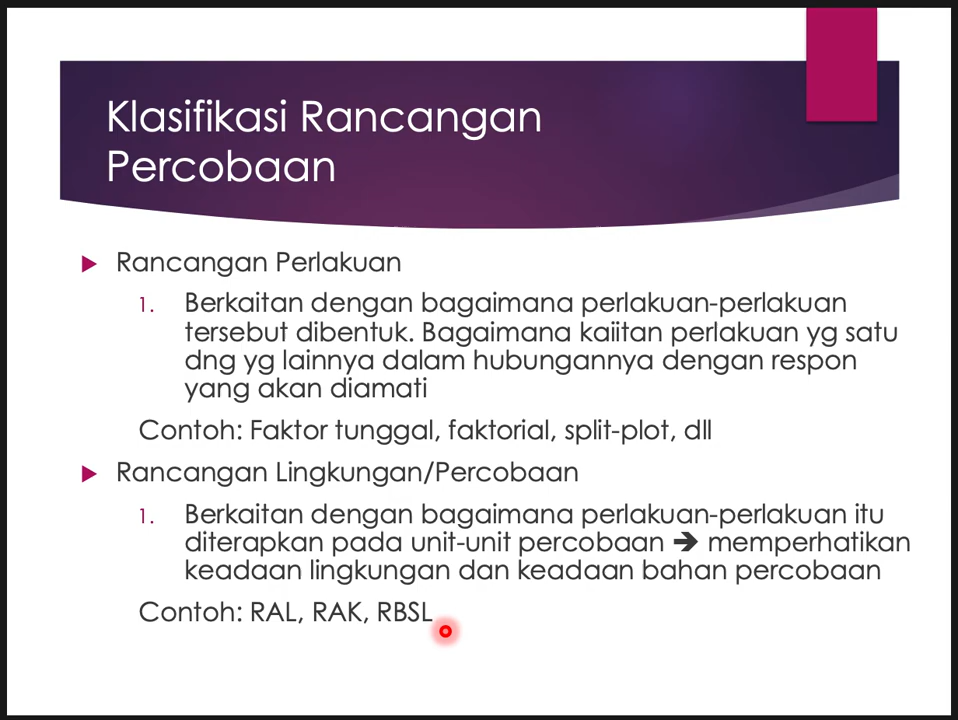 Klasifikasi Rancangan
Percobaan
Rancangan Perlakuan
1. Berkaitan dengan bagaimana perlakuan-perlakuan
tersebut dibentuk. Bagaimana kaiitan perlakuan yg satu
dng yg lainnya dalam hubungannya dengan respon
yang akan diamati
Contoh: Faktor tunggal, faktorial, split-plot, dll
Rancangan Lingkungan/Percobaan
1. Berkaitan dengan bagaimana perlakuan-perlakuan itu
diterapkan pada unit-unit percobaan ➔ memperhatikan
keadaan lingkungan dan keadaan bahan percobaan
Contoh: RAL, RAK, RBSL